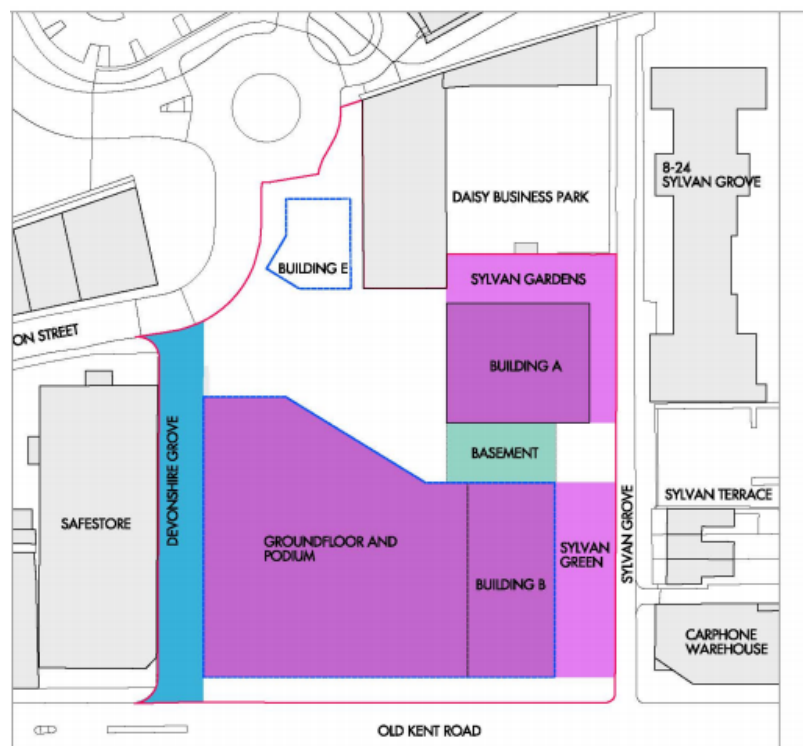 8-24
SYLVAN GROVE
DAISY BUSINESS PARK
BUILDING E
SYLVAN GARDENS
ON STREET
BUILDING A
BASEMENT
DEVONSHIRE GROVE
SYLVAN GROVE
SYLVAN TERRACE
SAFESTORE
GROUNDFLOOR AND
PODIUM
SYLVAN
GREEN
BUILDING B
CARPHONE
WAREHOUSE
OLD KENT ROAD